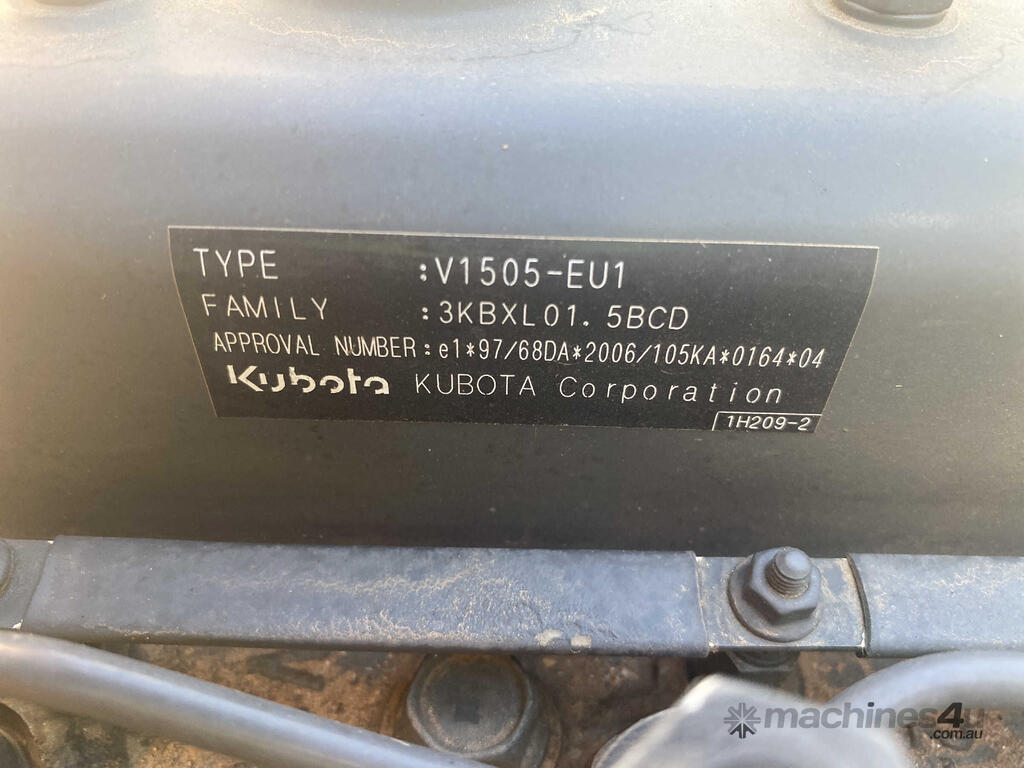 TYPE :V1505-EU1
FAMILY :3KBXL01.5BCD
APPROVAL NUMBER:e1*97/68DA*2006/105KA*0164*04
Kubota KUBOTA Corporation
1H209-2
machines4u
.com.au